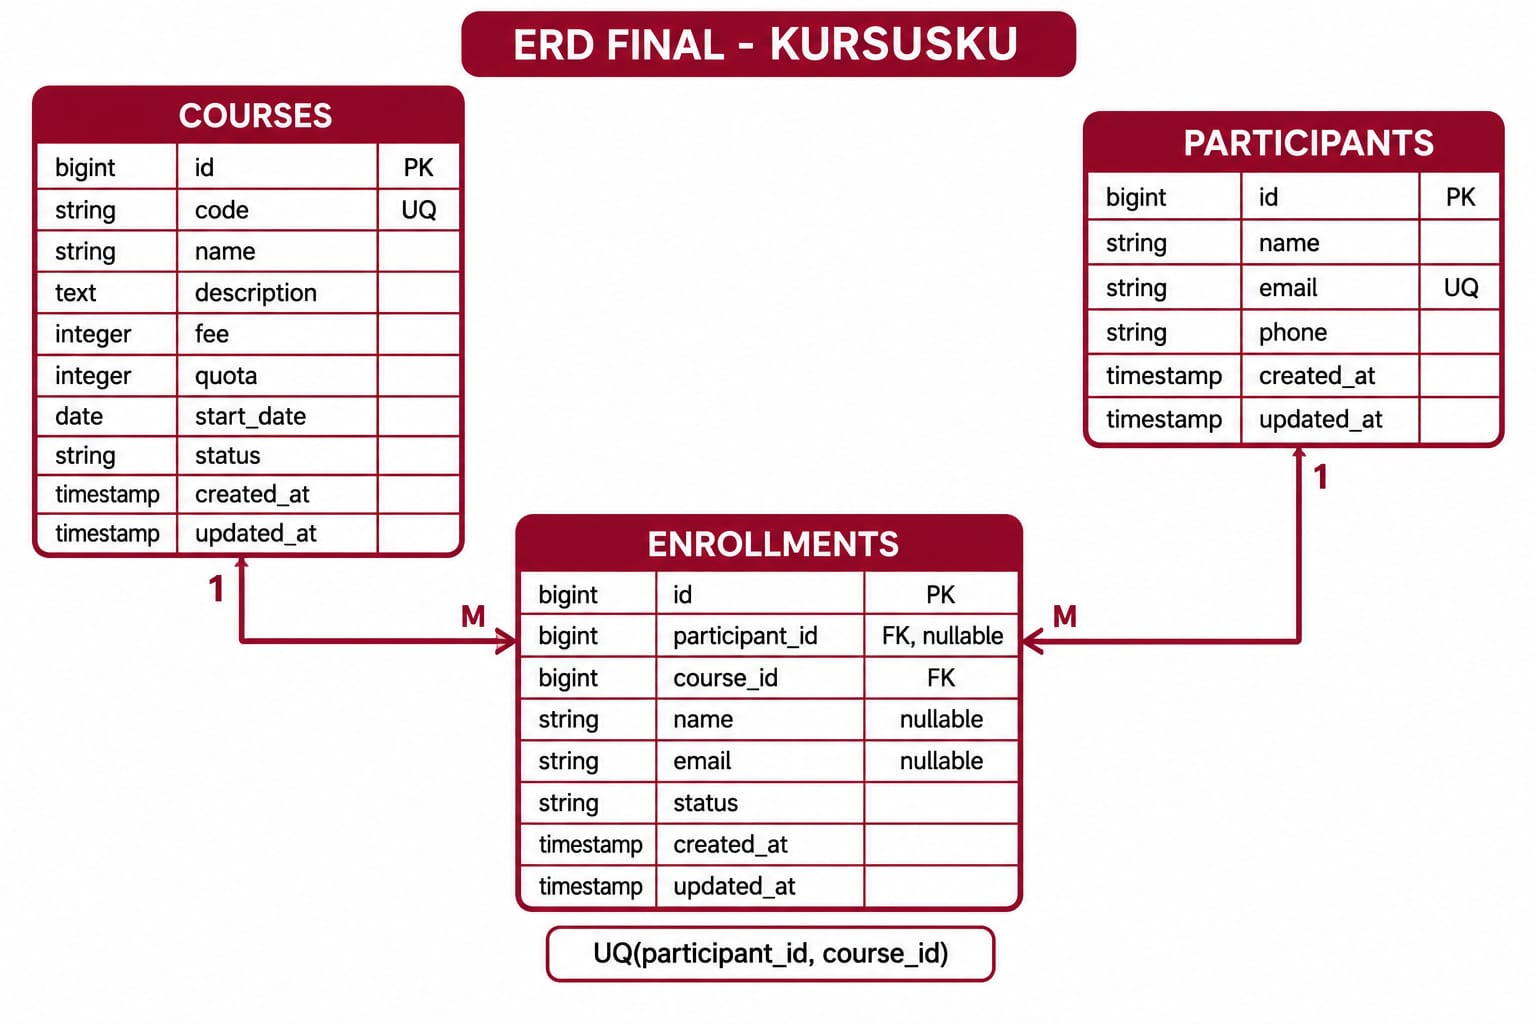 ERD FINAL - KURSUSKU
COURSES
bigint id PK
string code UQ
string name
text description
integer fee
integer quota
date start_date
string status
timestamp created_at
timestamp updated_at
PARTICIPANTS
bigint id PK
string name
string email UQ
string phone
timestamp created_at
timestamp updated_at
1
1
M
M
ENROLLMENTS
bigint id PK
bigint participant_id FK, nullable
bigint course_id FK
string name nullable
string email nullable
string status
timestamp created_at
timestamp updated_at
UQ(participant_id, course_id)